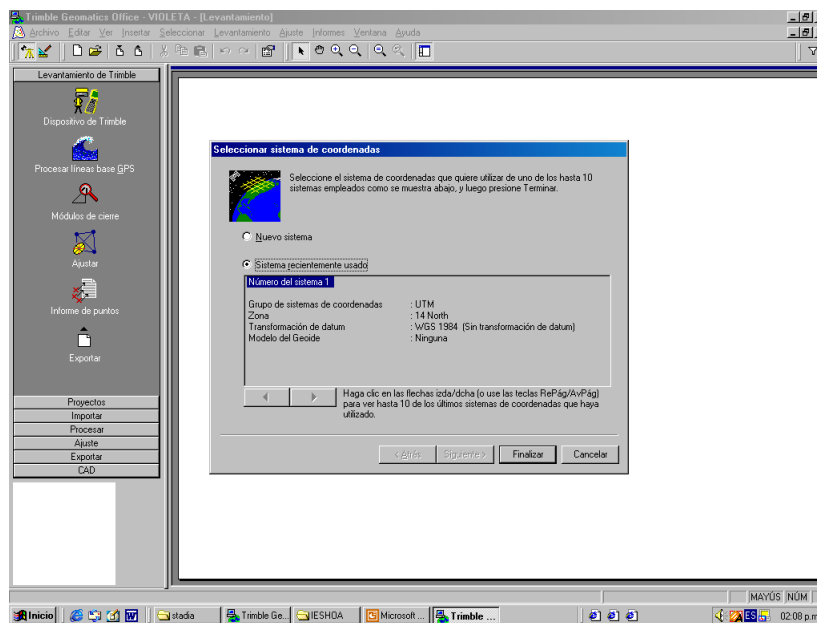 Trimble Geomatics Office - VIOLETA - [Levantamiento]
Archivo Editar Ver Insertar Seleccionar Levantamiento Ajuste Informes Ventana Ayuda
Levantamiento de Trimble
Dispositivo de Trimble
Procesar líneas base GPS
Módulos de cierre
Ajustar
Informe de puntos
Exportar
Proyectos
Importar
Procesar
Ajuste
Exportar
CAD
Seleccionar sistema de coordenadas
Seleccione el sistema de coordenadas que quiere utilizar de uno de los hasta 10
sistemas empleados como se muestra abajo, y luego presione Terminar.
Nuevo sistema
Sistema recientemente usado
Número del sistema 1
Grupo de sistemas de coordenadas : UTM
Zona : 14 North
Transformación de datum : WGS 1984 (Sin transformación de datum)
Modelo del Geoide : Ninguna
Haga clic en las flechas izda/dcha (o use las teclas RePág/AvPág)
para ver hasta 10 de los últimos sistemas de coordenadas que haya
utilizado.
< Atrás Siguiente > Finalizar Cancelar
MAYÚS NÚM
Inicio stadia Trimble Ge... IESHOA Microsoft ... Trimble ... ES 02:08 p.m